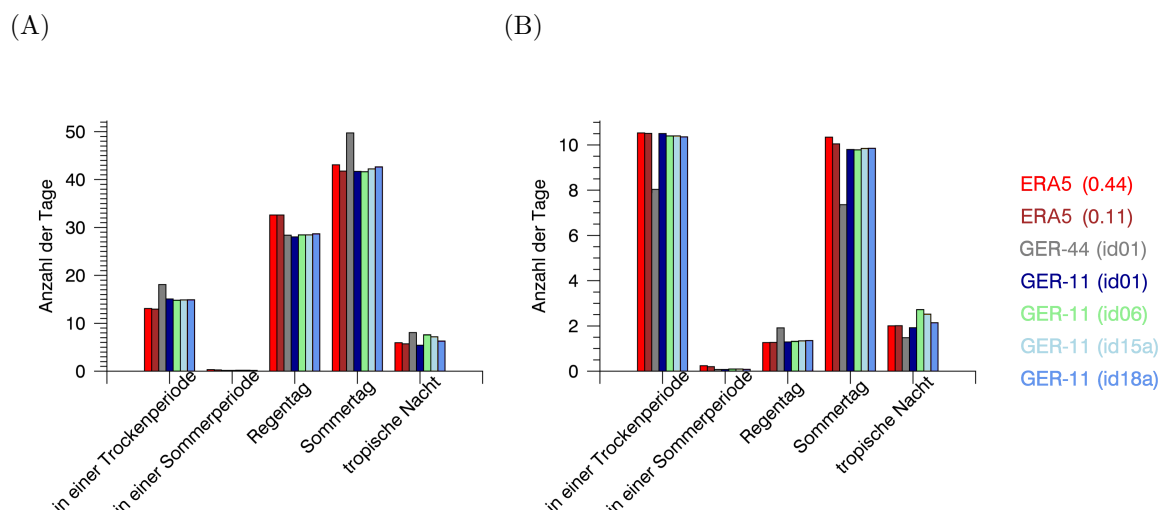 (A)
(B)
Anzahl der Tage
50
40
30
20
10
0
in einer Trockenperiode
in einer Sommerperiode
Regentag
Sommertag
tropische Nacht
Anzahl der Tage
10
8
6
4
2
0
in einer Trockenperiode
in einer Sommerperiode
Regentag
Sommertag
tropische Nacht
ERA5 (0.44)
ERA5 (0.11)
GER-44 (id01)
GER-11 (id01)
GER-11 (id06)
GER-11 (id15a)
GER-11 (id18a)